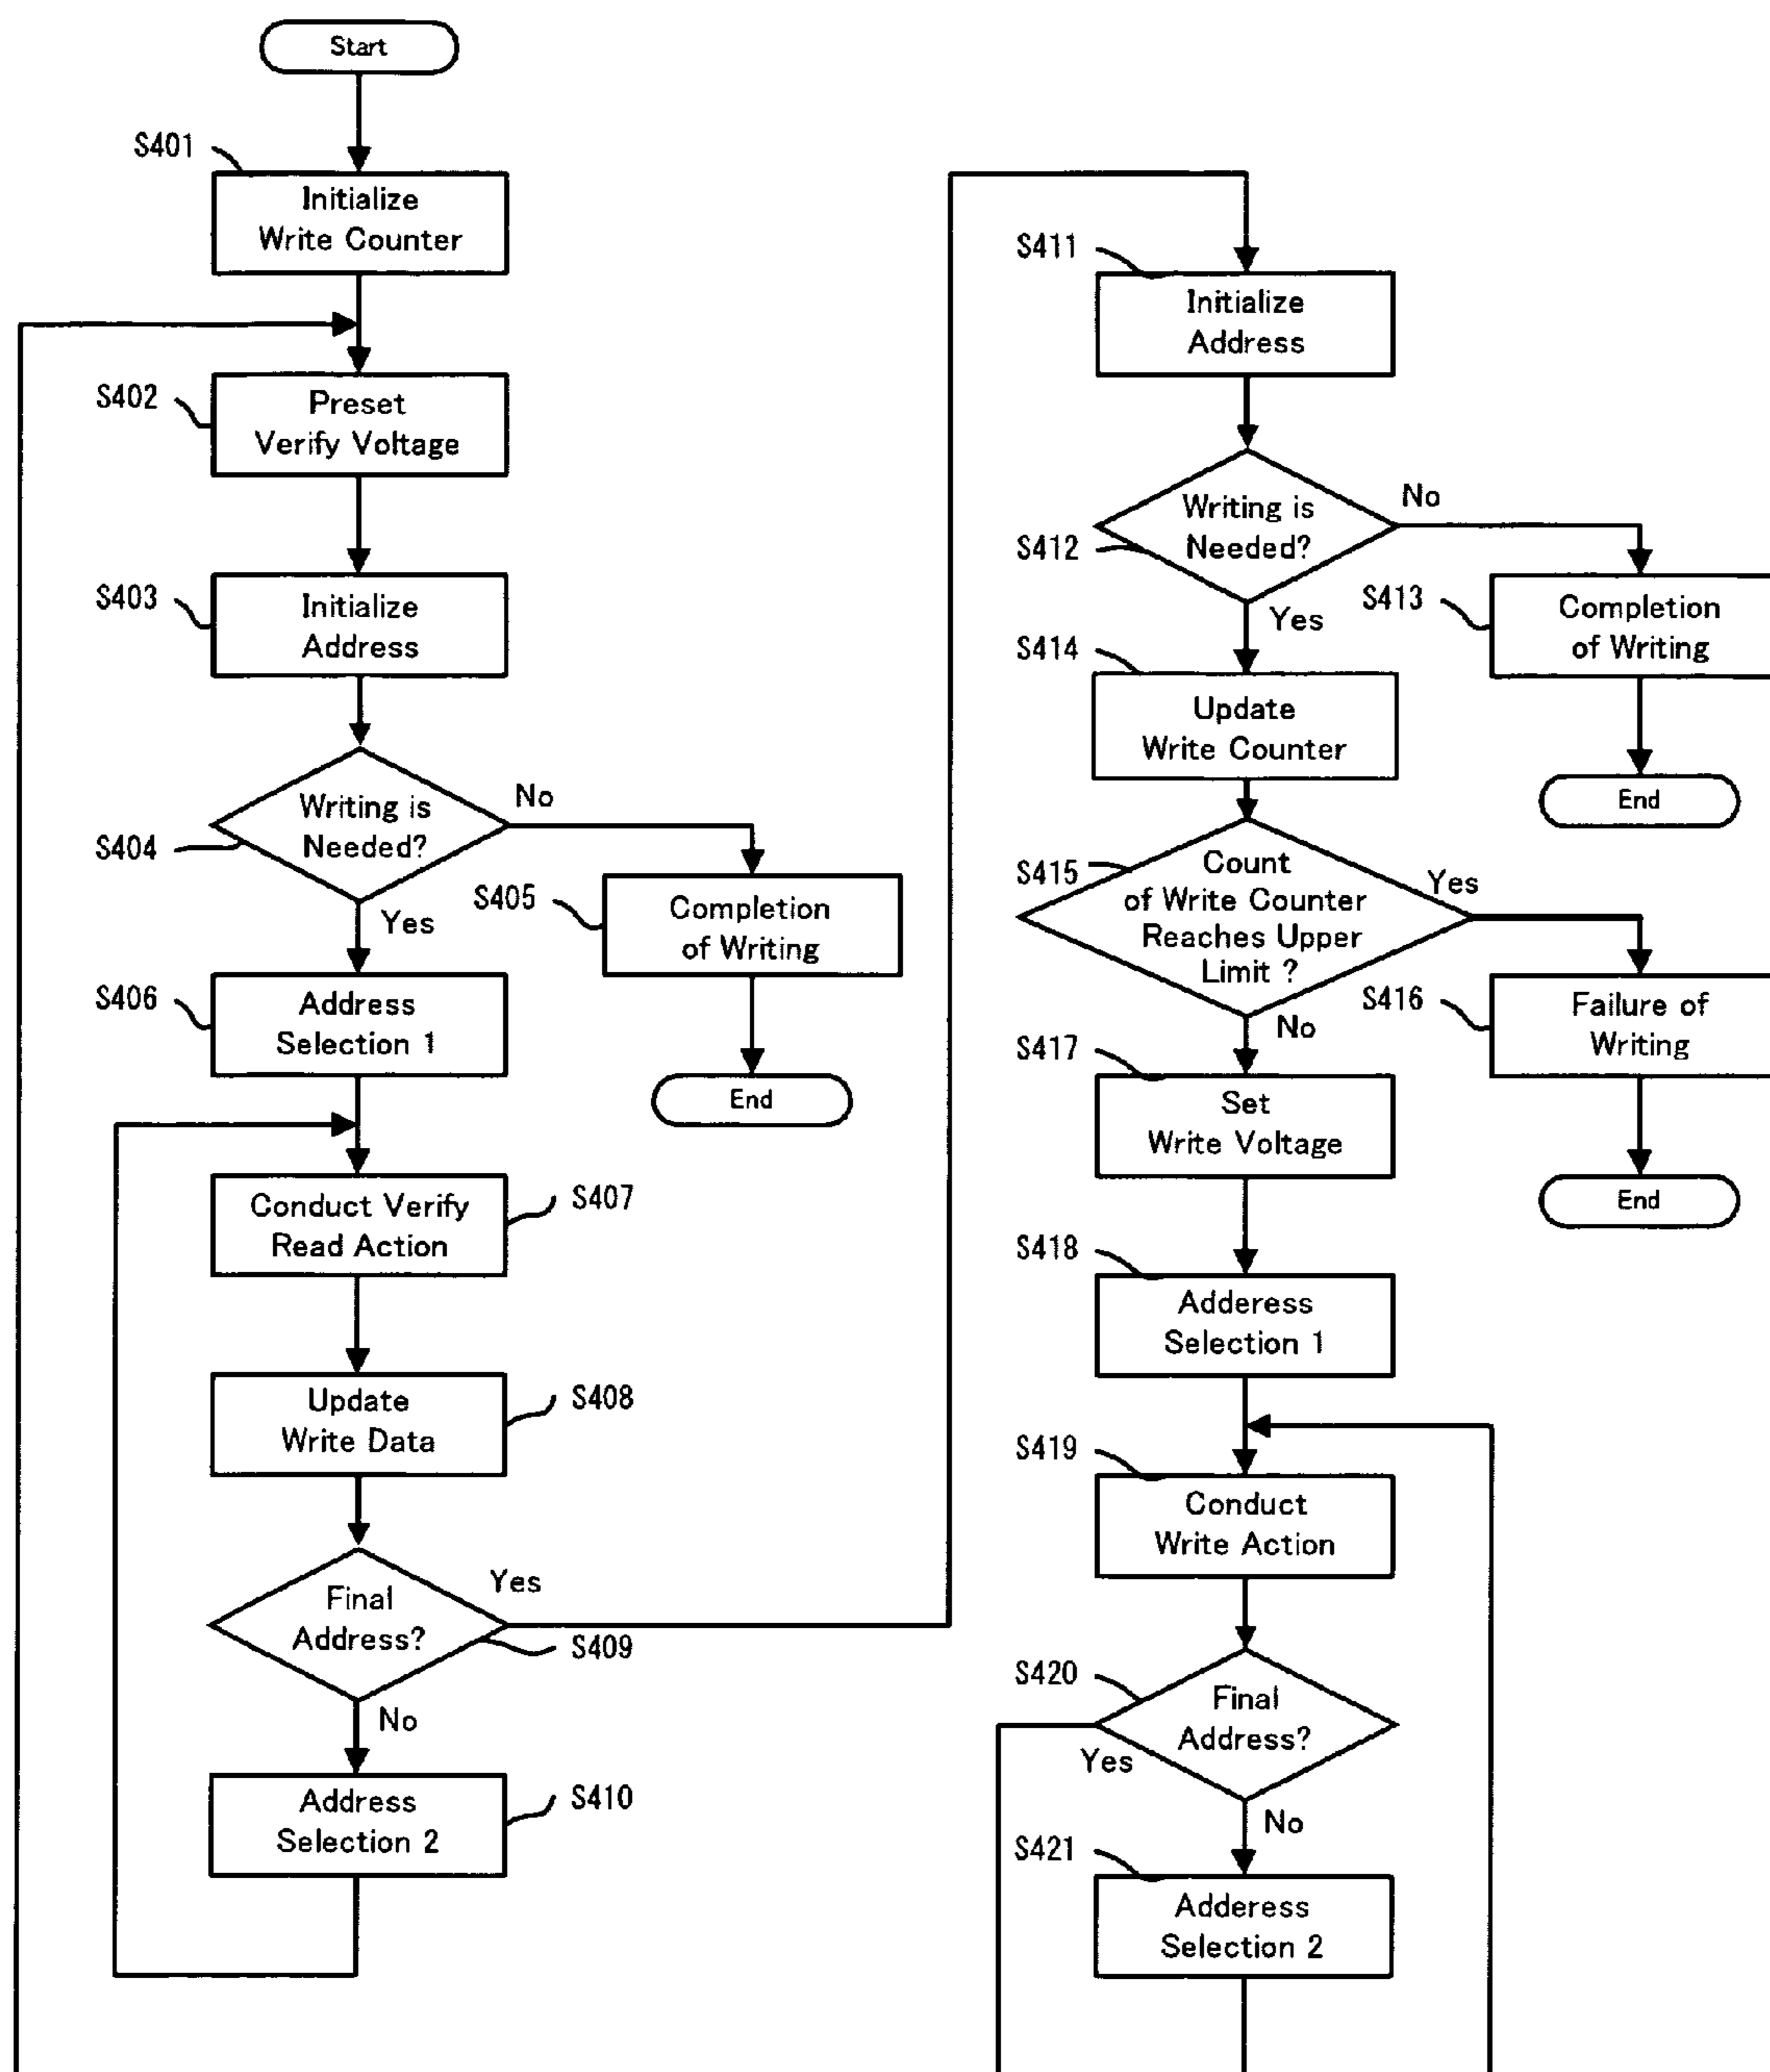 Start
S401
Initialize
Write Counter
S402
Preset
Verify Voltage
S403
Initialize
Address
S404
Writing is
Needed?
No
Yes
S405
Completion
of Writing
End
S406
Address
Selection 1
Conduct Verify
Read Action
S407
Update
Write Data
S408
Final
Address?
Yes
S409
No
Address
Selection 2
S410
S411
Initialize
Address
S412
Writing is
Needed?
No
Yes
S413
Completion
of Writing
End
S414
Update
Write Counter
S415
Count
of Write Counter
Reaches Upper
Limit ?
Yes
No
S416
Failure of
Writing
End
S417
Set
Write Voltage
S418
Adderess
Selection 1
S419
Conduct
Write Action
S420
Final
Address?
Yes
No
S421
Adderess
Selection 2